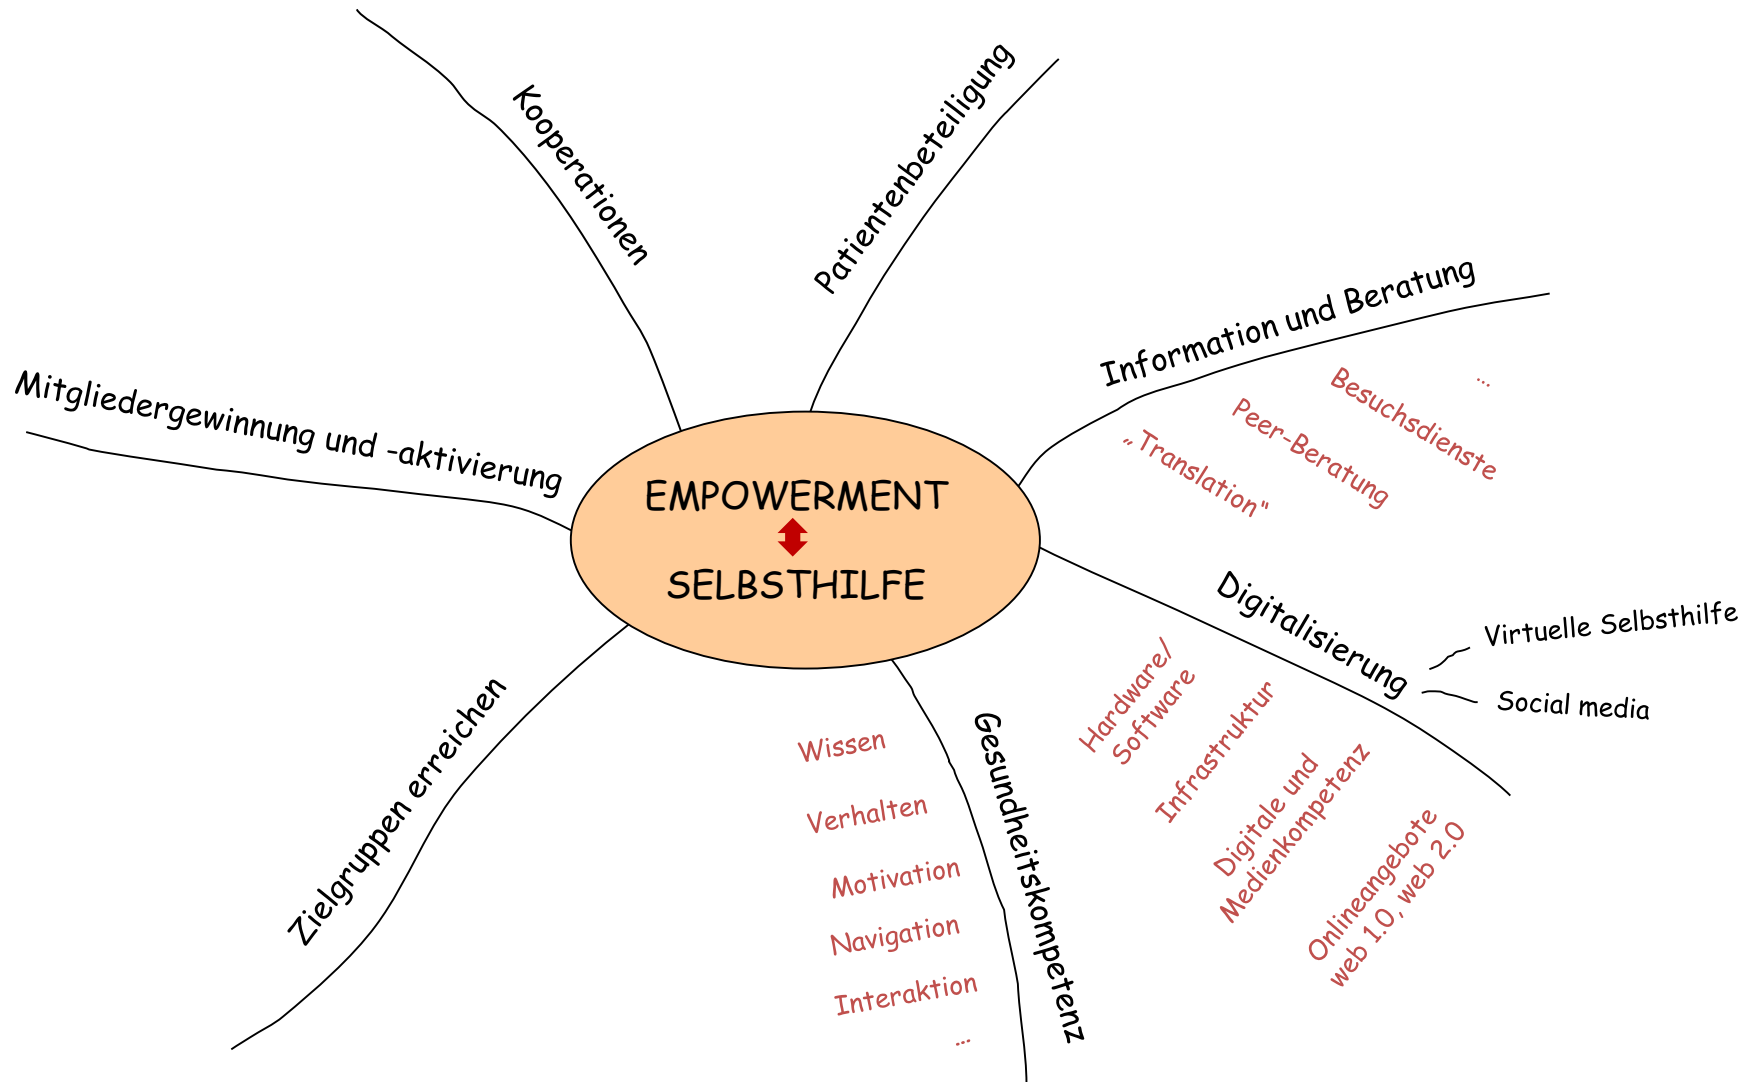 Kooperationen
Patientenbeteiligung
Information und Beratung
„Translation“
Peer-Beratung
Besuchsdienste
...
Mitgliedergewinnung und -aktivierung
EMPOWERMENT
SELBSTHILFE
Digitalisierung
Virtuelle Selbsthilfe
Social media
Hardware/
Software
Infrastruktur
Digitale und
Medienkompetenz
Onlineangebote
web 1.0, web 2.0
Gesundheitskompetenz
Wissen
Verhalten
Motivation
Navigation
Interaktion
...
Zielgruppen erreichen